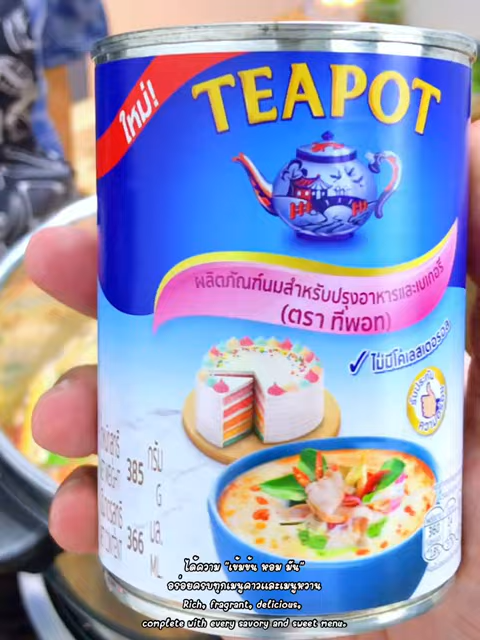 ใหม่!
TEAPOT
ผลิตภัณฑ์นมสำหรับปรุงอาหารและเบเกอรี
(ตรา ทีพอท)
✓ไม่มีโคเลสเตอรอล
385 กรัม
G
366 มล.
ML
380
ได้ความ "เข้มข้น หอม มัน"
อร่อยครบทุกเมนูคาวและเมนูหวาน
Rich, fragrant, delicious,
complete with every savory and sweet menu.